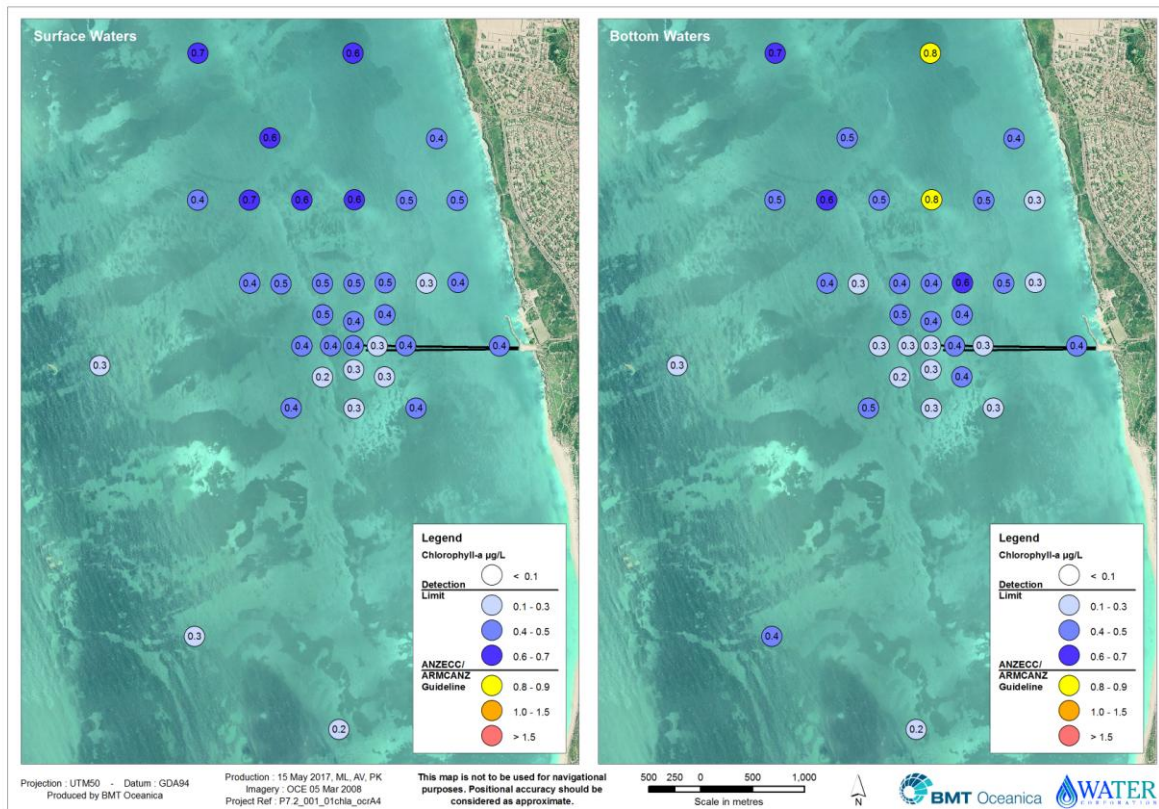 Surface Waters
0.7 0.6
0.6 0.4
0.4 0.7 0.6 0.6 0.5 0.5
0.4 0.5 0.5 0.5 0.5 0.3 0.4
0.5 0.4 0.4
0.4 0.4 0.4 0.3 0.4 0.4
0.3 0.3
0.2 0.3
0.4 0.3 0.4
0.3
0.2
Legend
Chlorophyll-a µg/L
< 0.1
Detection
Limit
0.1 - 0.3
0.4 - 0.5
0.6 - 0.7
ANZECC/
ARMCANZ
Guideline
0.8 - 0.9
1.0 - 1.5
> 1.5
Bottom Waters
0.7 0.8
0.5 0.4
0.5 0.6 0.5 0.8 0.5 0.3
0.4 0.3 0.4 0.4 0.6 0.5 0.3
0.5 0.4 0.4
0.3 0.3 0.3 0.4 0.3 0.4
0.3 0.3
0.2 0.4
0.5 0.3 0.3
0.4
0.2
Legend
Chlorophyll-a µg/L
< 0.1
Detection
Limit
0.1 - 0.3
0.4 - 0.5
0.6 - 0.7
ANZECC/
ARMCANZ
Guideline
0.8 - 0.9
1.0 - 1.5
> 1.5
Projection : UTM50 - Datum : GDA94
Produced by BMT Oceanica
Production : 15 May 2017, ML, AV, PK
Imagery : OCE 05 Mar 2008
Project Ref : P7.2_001_01chla_ocrA4
This map is not to be used for navigational
purposes. Positional accuracy should be
considered as approximate.
500 250 0 500 1,000
Scale in metres
N
BMT Oceanica
WATER
CORPORATION